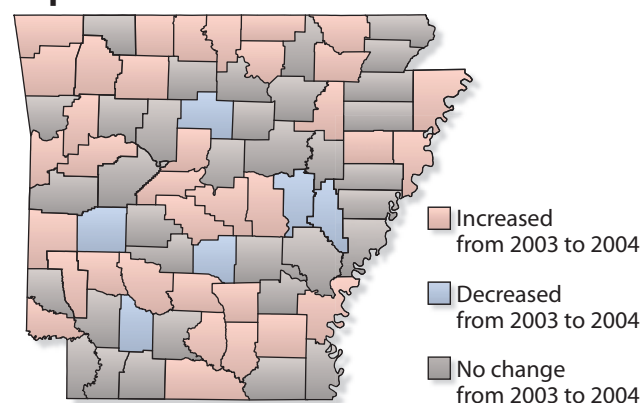 Increased
from 2003 to 2004
Decreased
from 2003 to 2004
No change
from 2003 to 2004